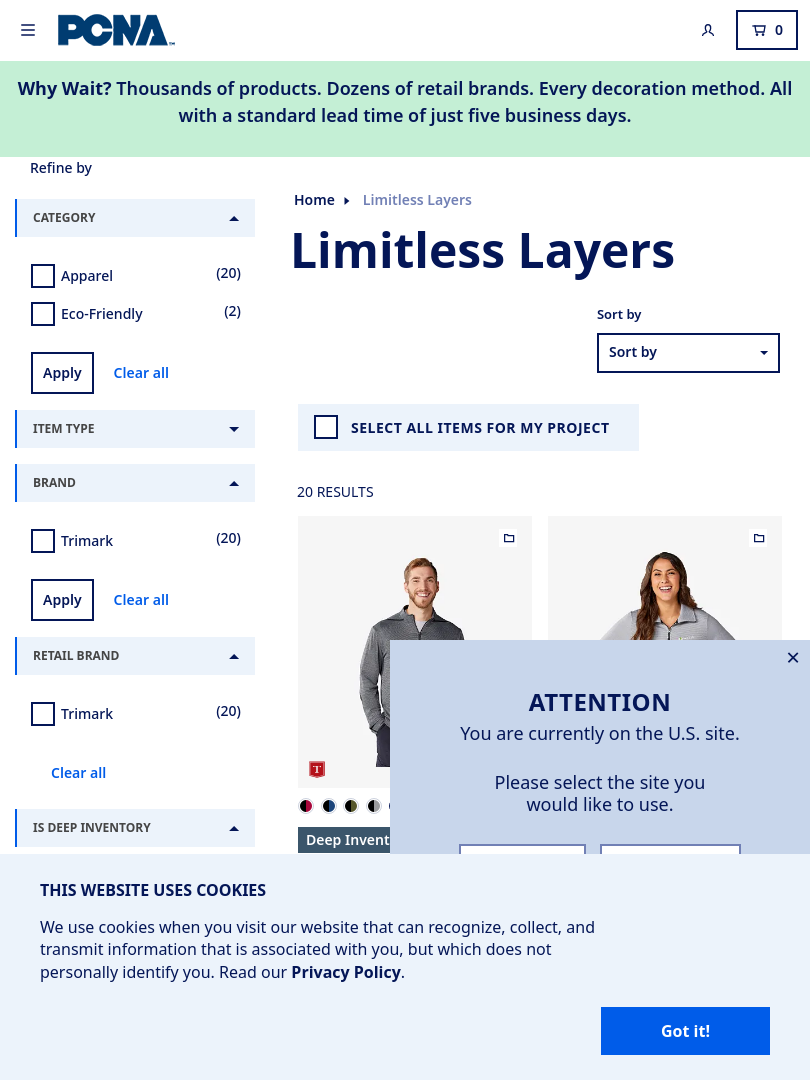 PCNA
0
Why Wait? Thousands of products. Dozens of retail brands. Every decoration method. All
with a standard lead time of just five business days.
Refine by
CATEGORY
Apparel (20)
Eco-Friendly (2)
Apply Clear all
ITEM TYPE
BRAND
Trimark (20)
Apply Clear all
RETAIL BRAND
Trimark (20)
Clear all
IS DEEP INVENTORY
Home Limitless Layers
Limitless Layers
Sort by
Sort by
SELECT ALL ITEMS FOR MY PROJECT
20 RESULTS
T
Deep Invent
ATTENTION
You are currently on the U.S. site.
Please select the site you
would like to use.
THIS WEBSITE USES COOKIES
We use cookies when you visit our website that can recognize, collect, and
transmit information that is associated with you, but which does not
personally identify you. Read our Privacy Policy.
Got it!